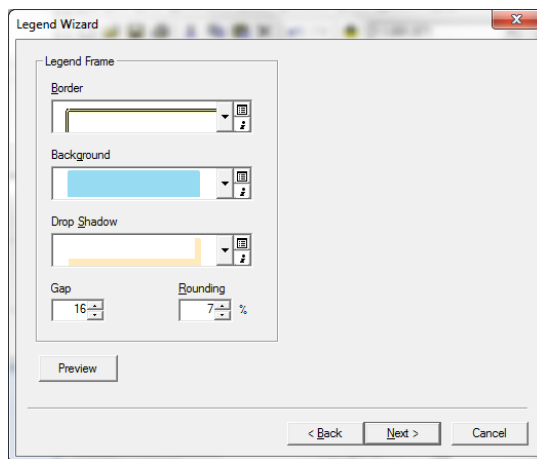 Legend Wizard
Legend Frame
Border
Background
Drop Shadow
Gap Rounding
16 7 %
Preview
< Back Next > Cancel